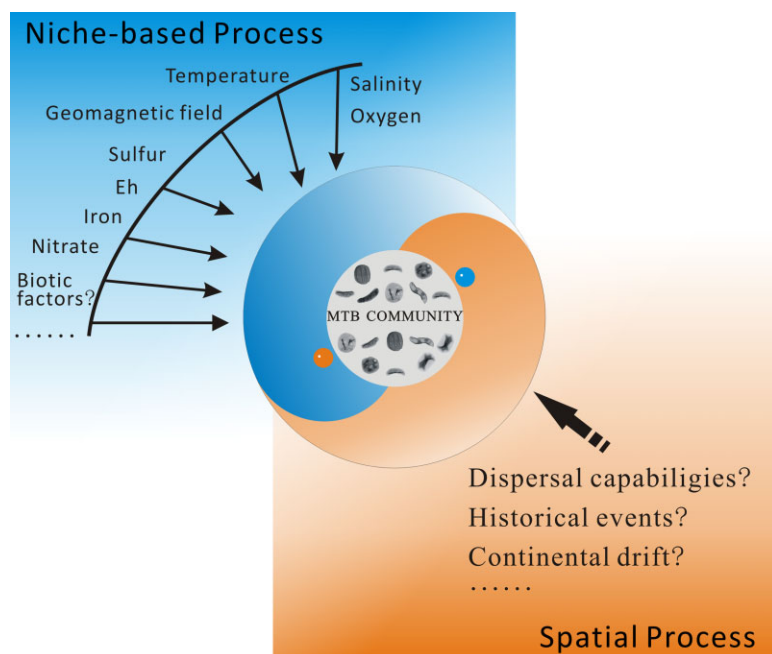 Niche-based Process
Temperature
Salinity
Geomagnetic field
Oxygen
Sulfur
Eh
Iron
Nitrate
Biotic
factors?
......
MTB COMMUNITY
Dispersal capabiligies?
Historical events?
Continental drift?
......
Spatial Process